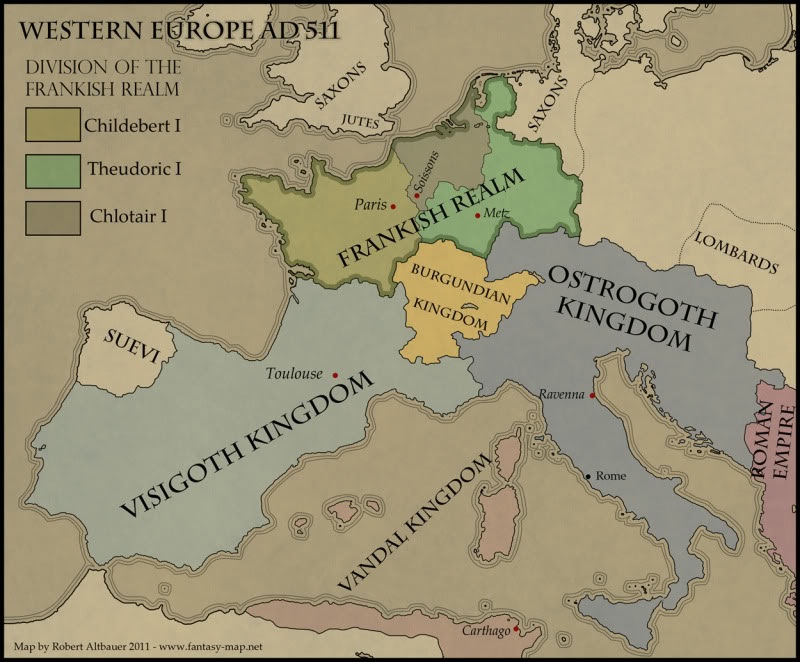 WESTERN EUROPE AD 511
DIVISION OF THE
FRANKISH REALM
Childebert I
Theudoric I
Chlotair I
SAXONS
JUTES
SAXONS
Soissons
Paris
Metz
FRANKISH REALM
LOMBARDS
BURGUNDIAN
KINGDOM
OSTROGOTH
KINGDOM
SUEVI
Toulouse
VISIGOTH KINGDOM
Ravenna
ROMAN
EMPIRE
Rome
VANDAL KINGDOM
Carthago
Map by Robert Altbauer 2011 - www.fantasy-map.net